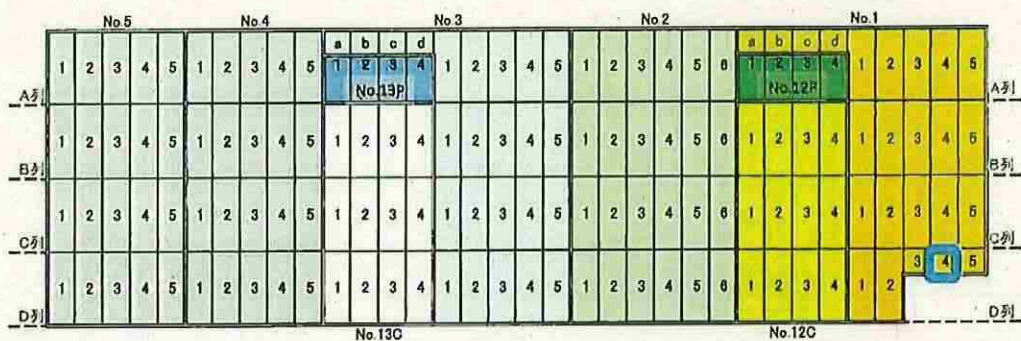 No.5 No.4 No.3 No.2 No.1
a b c d a b c d
1 2 3 4 5 1 2 3 4 5 1 2 3 4 1 2 3 4 5 1 2 3 4 5 6 1 2 3 4 1 2 3 4 5
No.13P No.12P
A列 A列
1 2 3 4 5 1 2 3 4 5 1 2 3 4 1 2 3 4 5 1 2 3 4 5 6 1 2 3 4 1 2 3 4 5
B列 B列
1 2 3 4 5 1 2 3 4 5 1 2 3 4 1 2 3 4 5 1 2 3 4 5 6 1 2 3 4 1 2 3 4 5
C列 C列
3 4 5
1 2 3 4 5 1 2 3 4 5 1 2 3 4 1 2 3 4 5 1 2 3 4 5 6 1 2 3 4 1 2
D列 D列
No.13C No.12C